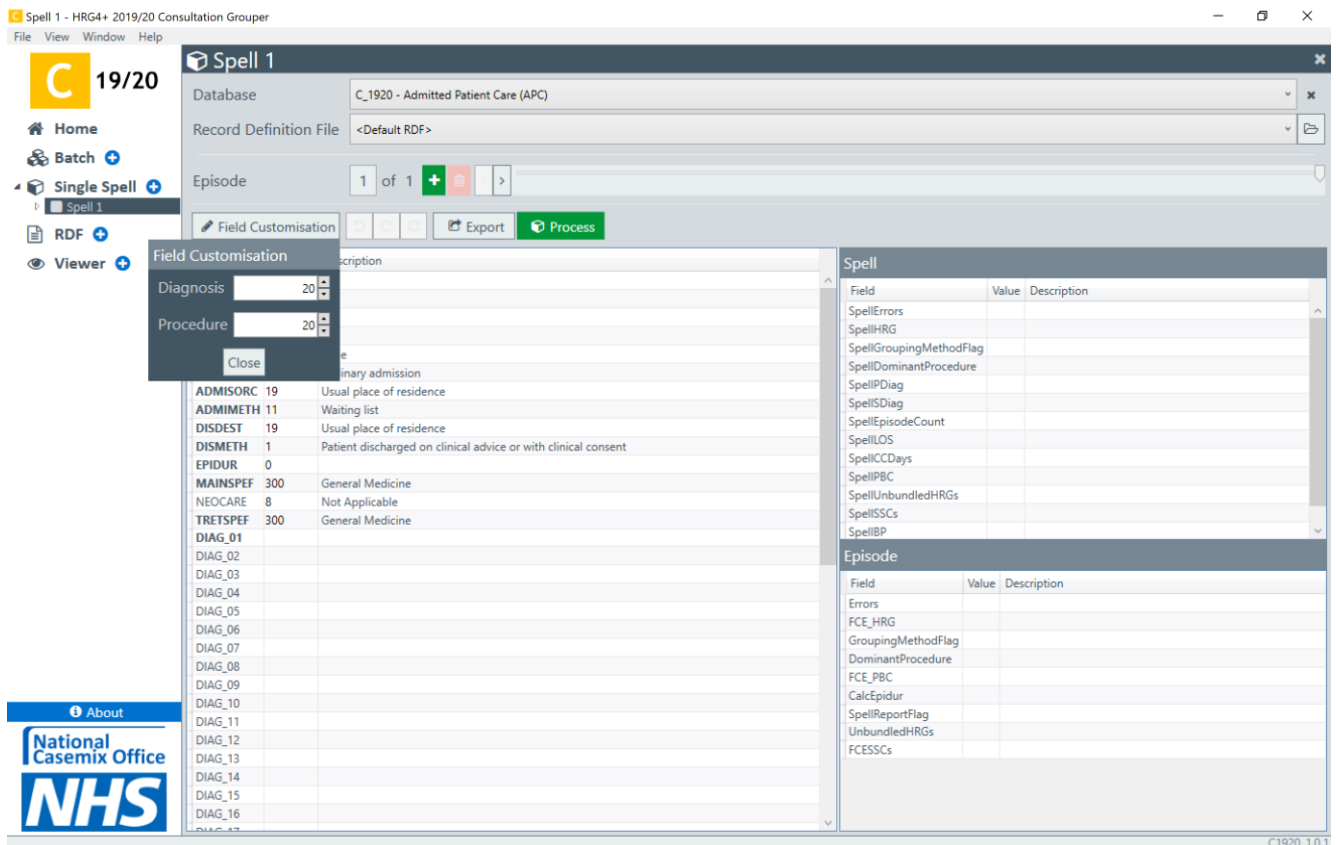 C Spell 1 - HRG4+ 2019/20 Consultation Grouper
File View Window Help
C 19/20
Home
Batch
Single Spell
Spell 1
RDF
Viewer
Spell 1
Database C_1920 - Admitted Patient Care (APC)
Record Definition File <Default RDF>
Episode 1 of 1
Field Customisation Export Process
Field Customisation
Diagnosis 20
Procedure 20
Close
scription
e
inary admission
ADMISORC 19 Usual place of residence
ADMIMETH 11 Waiting list
DISDEST 19 Usual place of residence
DISMETH 1 Patient discharged on clinical advice or with clinical consent
EPIDUR 0
MAINSPEF 300 General Medicine
NEOCARE 8 Not Applicable
TRETSPEF 300 General Medicine
DIAG_01
DIAG_02
DIAG_03
DIAG_04
DIAG_05
DIAG_06
DIAG_07
DIAG_08
DIAG_09
DIAG_10
DIAG_11
DIAG_12
DIAG_13
DIAG_14
DIAG_15
DIAG_16
DIAG_17
Spell
Field Value Description
SpellErrors
SpellHRG
SpellGroupingMethodFlag
SpellDominantProcedure
SpellPDiag
SpellSDiag
SpellEpisodeCount
SpellLOS
SpellCCDays
SpellPBC
SpellUnbundledHRGs
SpellSSCs
SpellBP
Episode
Field Value Description
Errors
FCE_HRG
GroupingMethodFlag
DominantProcedure
FCE_PBC
CalcEpidur
SpellReportFlag
UnbundledHRGs
FCESSCs
About
National
Casemix Office
NHS
C1920_1.0.1